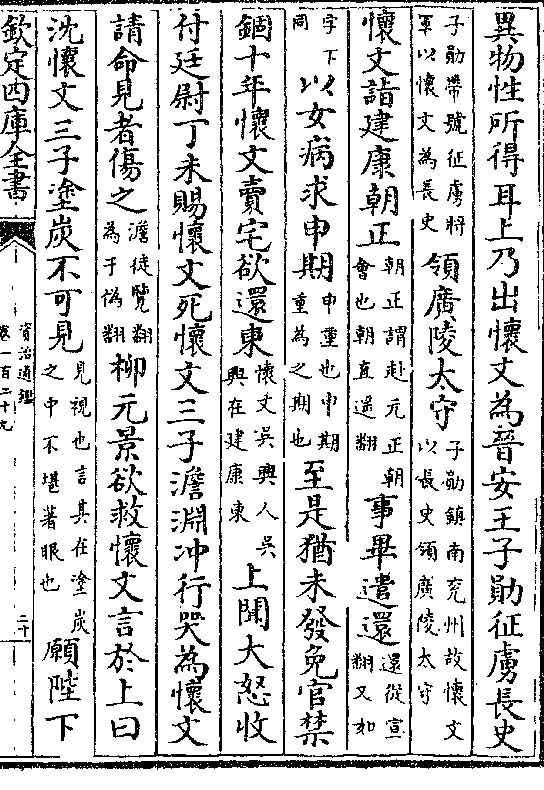 異物性所得耳上乃出懷文為晉安王子勛征虜長史
子勛帶號征虜將軍以懷文為長史領廣陵太守子勛鎮南兖州故懷文以長史領廣陵太守
懷文詣建康朝正朝正謂赴元正朝會也朝直遥翻事畢遣還還從宣翻又如
字下同以女病求申期申重也申期重為之期也至是猶未發免官禁
錮十年懷文賣宅欲還東懷文吳興人吳興在建康東上聞大怒收
付廷尉丁未賜懷文死懷文三子澹淵冲行哭為懷文
請命見者傷之澹徒覽翻為于偽翻柳元景欲救懷文言於上曰
沈懷文三子塗炭不可見見視也言其在塗炭之中不堪著眼也願陛下
欽定四庫全書
資治通鑑
卷一百二十九
二十